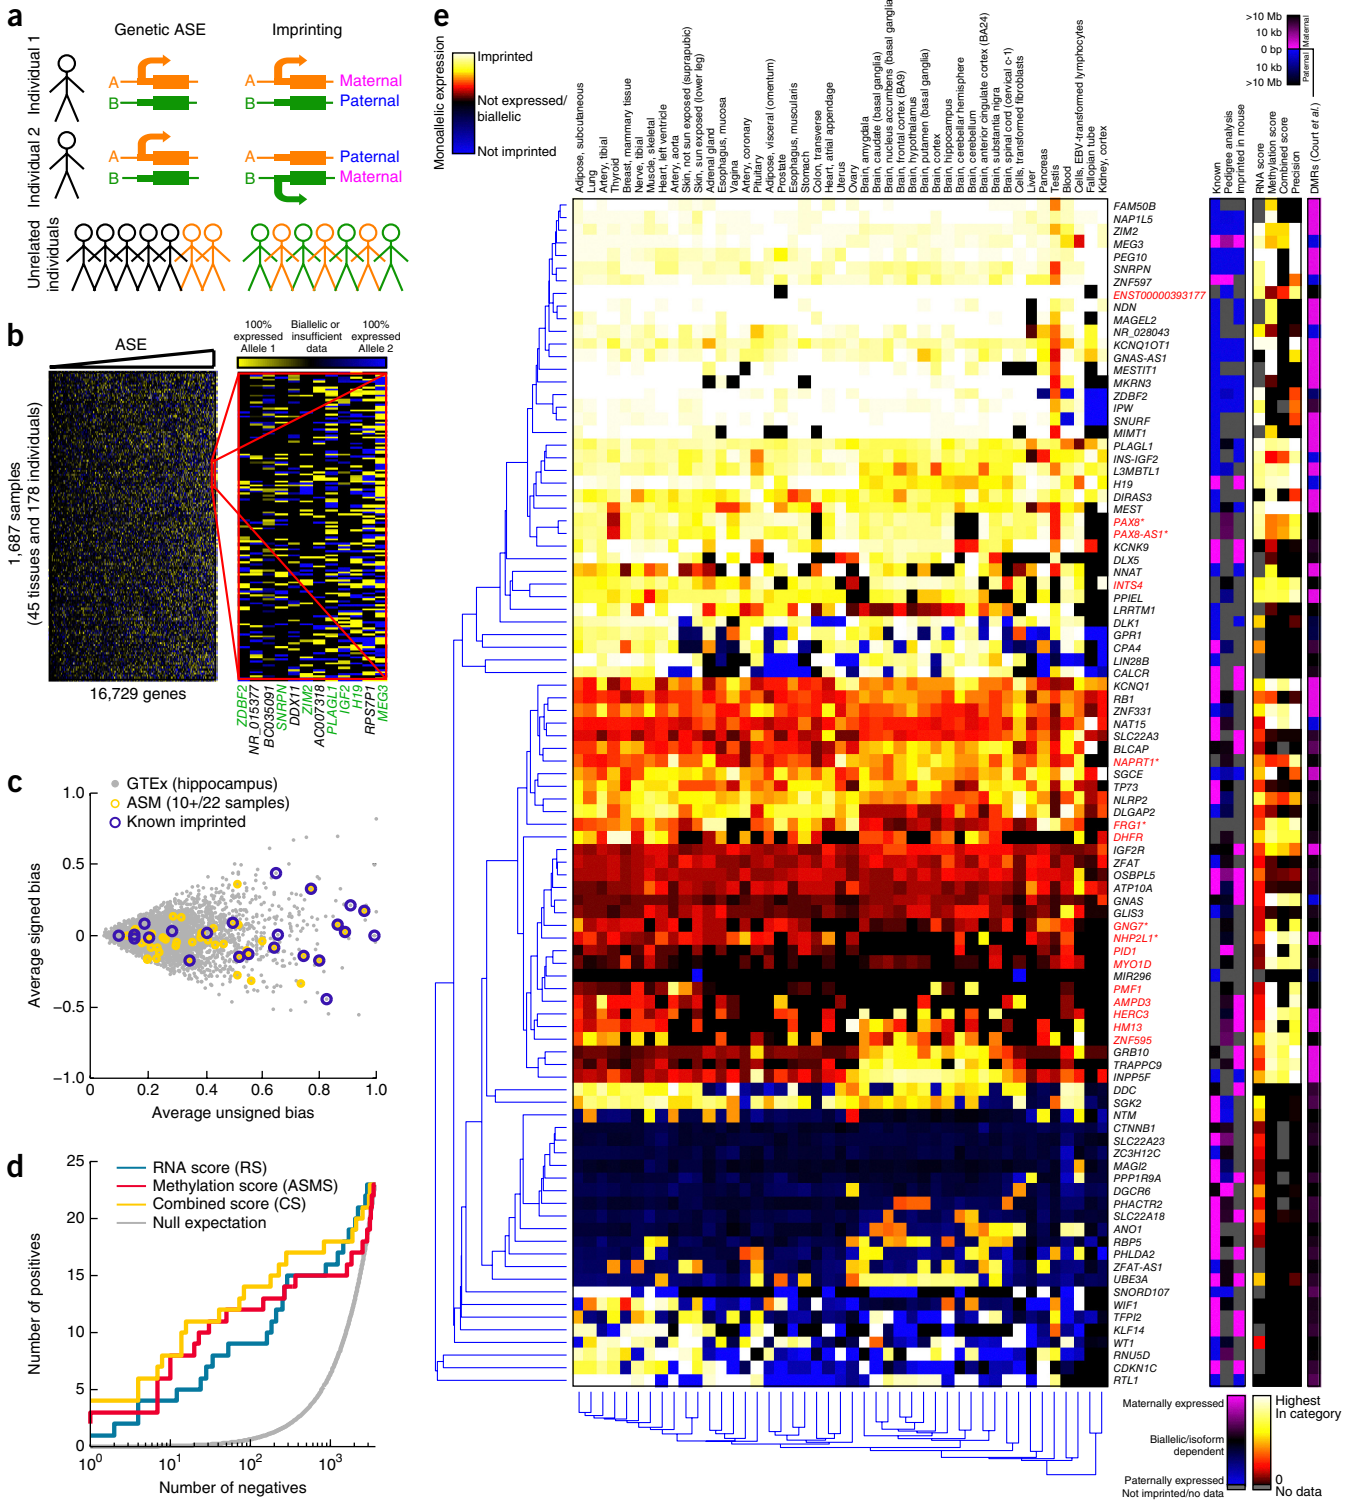 a
Genetic ASE
Imprinting
Individual 1
A
B
A
B
Maternal
Paternal
Individual 2
A
B
A
B
Paternal
Maternal
Unrelated
individuals
b
ASE
100%
expressed
Allele 1
Biallelic or
insufficient
data
100%
expressed
Allele 2
1,687 samples
(45 tissues and 178 individuals)
16,729 genes
ZDBF2
NR_015377
BC035091
SNRPN
DDX11
ZIM2
AC007318
PLAGL1
IGF2
H19
RPS7P1
MEG3
c
GTEx (hippocampus)
ASM (10+/22 samples)
Known imprinted
Average signed bias
1.0
0.5
0
−0.5
−1.0
0
0.2
0.4
0.6
0.8
1.0
Average unsigned bias
d
RNA score (RS)
Methylation score (ASMS)
Combined score (CS)
Null expectation
Number of positives
25
20
15
10
5
0
10^0
10^1
10^2
10^3
Number of negatives
e
Monoallelic expression
Imprinted
Not expressed/
biallelic
Not imprinted
Adipose, subcutaneous
Lung
Artery, tibial
Thyroid
Breast, mammary tissue
Nerve, tibial
Muscle, skeletal
Heart, left ventricle
Artery, aorta
Skin, not sun exposed (suprapubic)
Skin, sun exposed (lower leg)
Adrenal gland
Esophagus, mucosa
Vagina
Artery, coronary
Pituitary
Adipose, visceral (omentum)
Prostate
Esophagus, muscularis
Stomach
Colon, transverse
Heart, atrial appendage
Uterus
Ovary
Brain, amygdala
Brain, caudate (basal ganglia)
Brain, nucleus accumbens (basal ganglia)
Brain, frontal cortex (BA9)
Brain, hypothalamus
Brain, putamen (basal ganglia)
Brain, cortex
Brain, hippocampus
Brain, cerebellar hemisphere
Brain, cerebellum
Brain, anterior cingulate cortex (BA24)
Brain, substantia nigra
Brain, spinal cord (cervical c-1)
Cells, transformed fibroblasts
Liver
Pancreas
Testis
Blood
Cells, EBV-transformed lymphocytes
Fallopian tube
Kidney, cortex
>10 Mb
10 kb
0 bp
10 kb
>10 Mb
Maternal
Paternal
Known
Pedigree analysis
Imprinted in mouse
RNA score
Methylation score
Combined score
Precision
DMRs (Court et al.)
FAM50B
NAP1L5
ZIM2
MEG3
PEG10
SNRPN
ZNF597
ENST00000393177
NDN
MAGEL2
NR_028043
KCNQ1OT1
GNAS-AS1
MESTIT1
MKRN3
ZDBF2
IPW
SNURF
MIMT1
PLAGL1
INS-IGF2
L3MBTL1
H19
DIRAS3
MEST
PAX8*
PAX8-AS1*
KCNK9
DLX5
NNAT
INTS4
PPIEL
LRRTM1
DLK1
GPR1
CPA4
LIN28B
CALCR
KCNQ1
RB1
ZNF331
NAT15
SLC22A3
BLCAP
NAPRT1*
SGCE
TP73
NLRP2
DLGAP2
FRG1*
DHFR
IGF2R
ZFAT
OSBPL5
ATP10A
GNAS
GLIS3
GNG7*
NHP2L1*
PID1
MYO1D
MIR296
PMF1
AMPD3
HERC3
HM13
ZNF595
GRB10
TRAPPC9
INPP5F
DDC
SGK2
NTM
CTNNB1
SLC22A23
ZC3H12C
MAGI2
PPP1R9A
DGCR6
PHACTR2
SLC22A18
ANO1
RBP5
PHLDA2
ZFAT-AS1
UBE3A
SNORD107
WIF1
TFPI2
KLF14
WT1
RNU5D
CDKN1C
RTL1
Maternally expressed
Biallelic/isoform
dependent
Paternally expressed
Not imprinted/no data
Highest
In category
0
No data